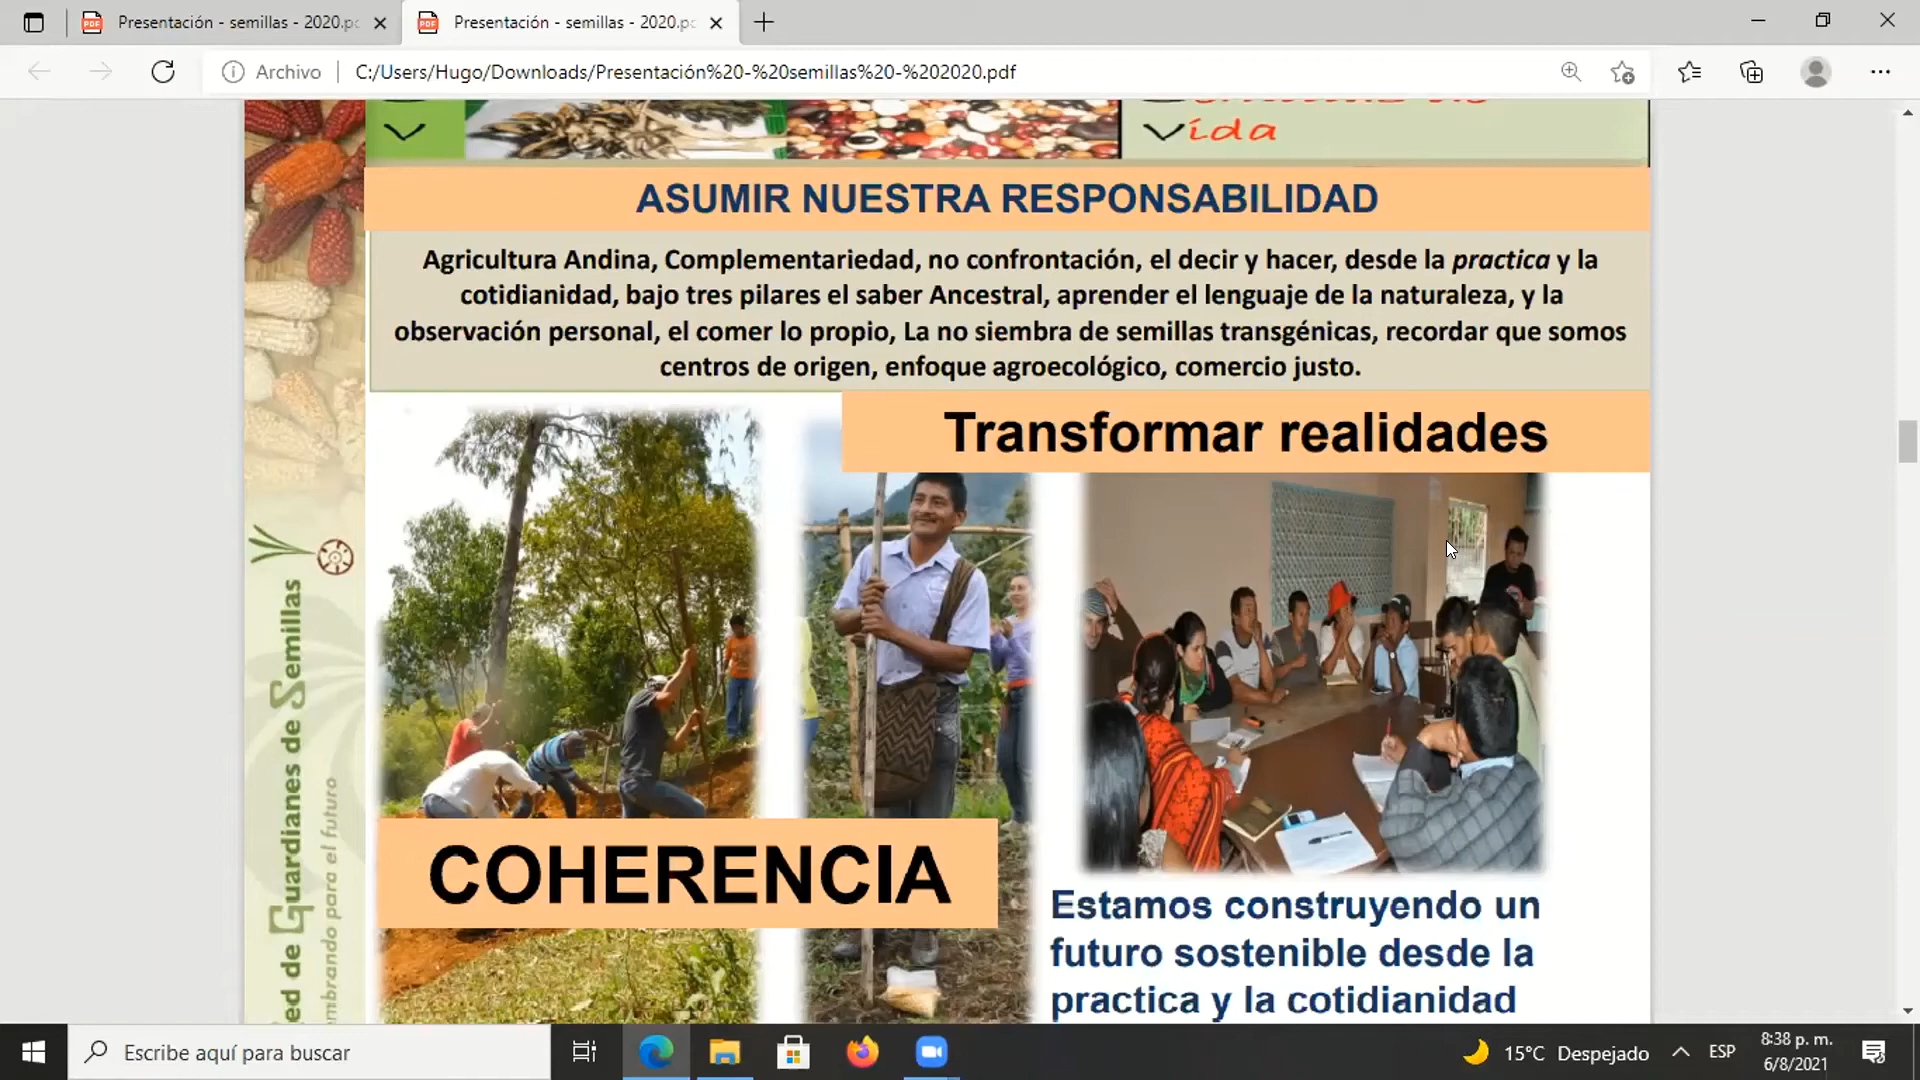 Presentación - semillas - 2020.pd
Presentación - semillas - 2020.pd
Archivo
C:/Users/Hugo/Downloads/Presentación%20-%20semillas%20-%202020.pdf
Vida
ASUMIR NUESTRA RESPONSABILIDAD
Agricultura Andina, Complementariedad, no confrontación, el decir y hacer, desde la practica y la
cotidianidad, bajo tres pilares el saber Ancestral, aprender el lenguaje de la naturaleza, y la
observación personal, el comer lo propio, La no siembra de semillas transgénicas, recordar que somos
centros de origen, enfoque agroecológico, comercio justo.
Transformar realidades
COHERENCIA
Estamos construyendo un
futuro sostenible desde la
practica y la cotidianidad
ed de Guardianes de Semillas
mbrando para el futuro
Escribe aquí para buscar
15°C Despejado
ESP
8:38 p. m.
6/8/2021